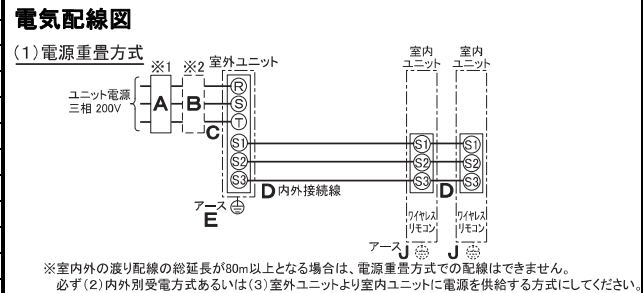 電気配線図
(1)電源重畳方式
※1 ※2 室外ユニット
室内
ユニット
室内
ユニット
ユニット電源
三相 200V
A
B
C
R
S
T
S1
S2
S3
S1
S2
S3
S1
S2
S3
D 内外接続線
D
アース
E
ワイヤレス
リモコン
ワイヤレス
リモコン
アース J
J
※室内外の渡り配線の総延長が80m以上となる場合は、電源重畳方式での配線はできません。
必ず(2)内外別受電方式あるいは(3)室外ユニットより室内ユニットに電源を供給する方式にしてください。